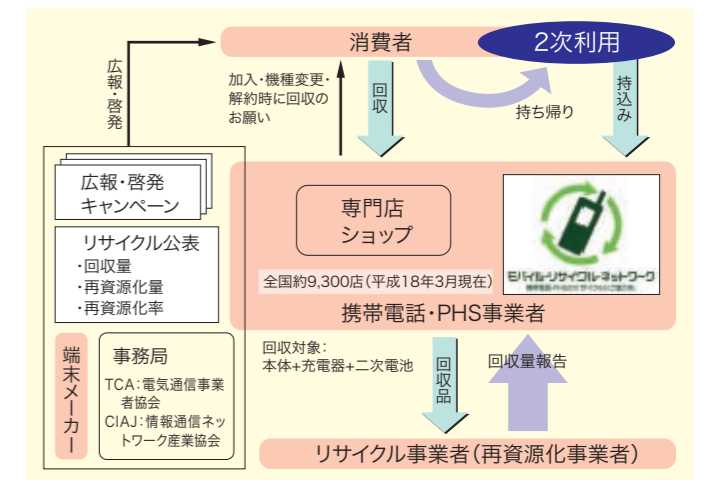 消費者
2次利用
広報・啓発
加入・機種変更・
解約時に回収の
お願い
回収
持ち帰り
持込み
広報・啓発
キャンペーン
リサイクル公表
・回収量
・再資源化量
・再資源化率
端末メーカー
事務局
TCA：電気通信事業
者協会
CIAJ：情報通信ネッ
トワーク産業協会
専門店
ショップ
全国約9,300店（平成18年3月現在）
モバイル・リサイクル・ネットワーク
携帯電話・PHS事業者
回収対象：
本体+充電器+二次電池
回収品
回収量報告
リサイクル事業者（再資源化事業者）